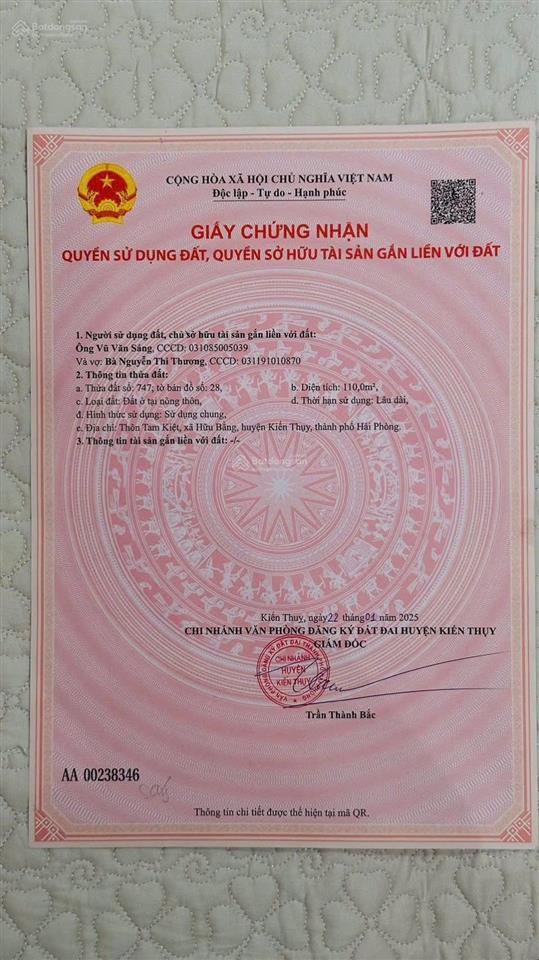 Batdongsan
CỘNG HÒA XÃ HỘI CHỦ NGHĨA VIỆT NAM
Độc lập - Tự do - Hạnh phúc
GIẤY CHỨNG NHẬN
QUYỀN SỬ DỤNG ĐẤT, QUYỀN SỞ HỮU TÀI SẢN GẮN LIỀN VỚI ĐẤT
1. Người sử dụng đất, chủ sở hữu tài sản gắn liền với đất:
Ông Vũ Văn Sáng, CCCD: 031085005039
Và vợ: Bà Nguyễn Thị Thương, CCCD: 031191010870
2. Thông tin thửa đất:
a. Thửa đất số: 747, tờ bản đồ số: 28, b. Diện tích: 110,0m²,
c. Loại đất: Đất ở tại nông thôn, d. Thời hạn sử dụng: Lâu dài,
đ. Hình thức sử dụng: Sử dụng chung,
e. Địa chỉ: Thôn Tam Kiệt, xã Hữu Bằng, huyện Kiến Thụy, thành phố Hải Phòng.
3. Thông tin tài sản gắn liền với đất: -/-
Batdongsan
Kiến Thụy, ngày 22 tháng 01 năm 2025
CHI NHÁNH VĂN PHÒNG ĐĂNG KÝ ĐẤT ĐAI HUYỆN KIẾN THỤY
GIÁM ĐỐC
CHI NHÁNH
HUYỆN
KIẾN THỤY
Trần Thành Bắc
AA 00238346
Thông tin chi tiết được thể hiện tại mã QR.